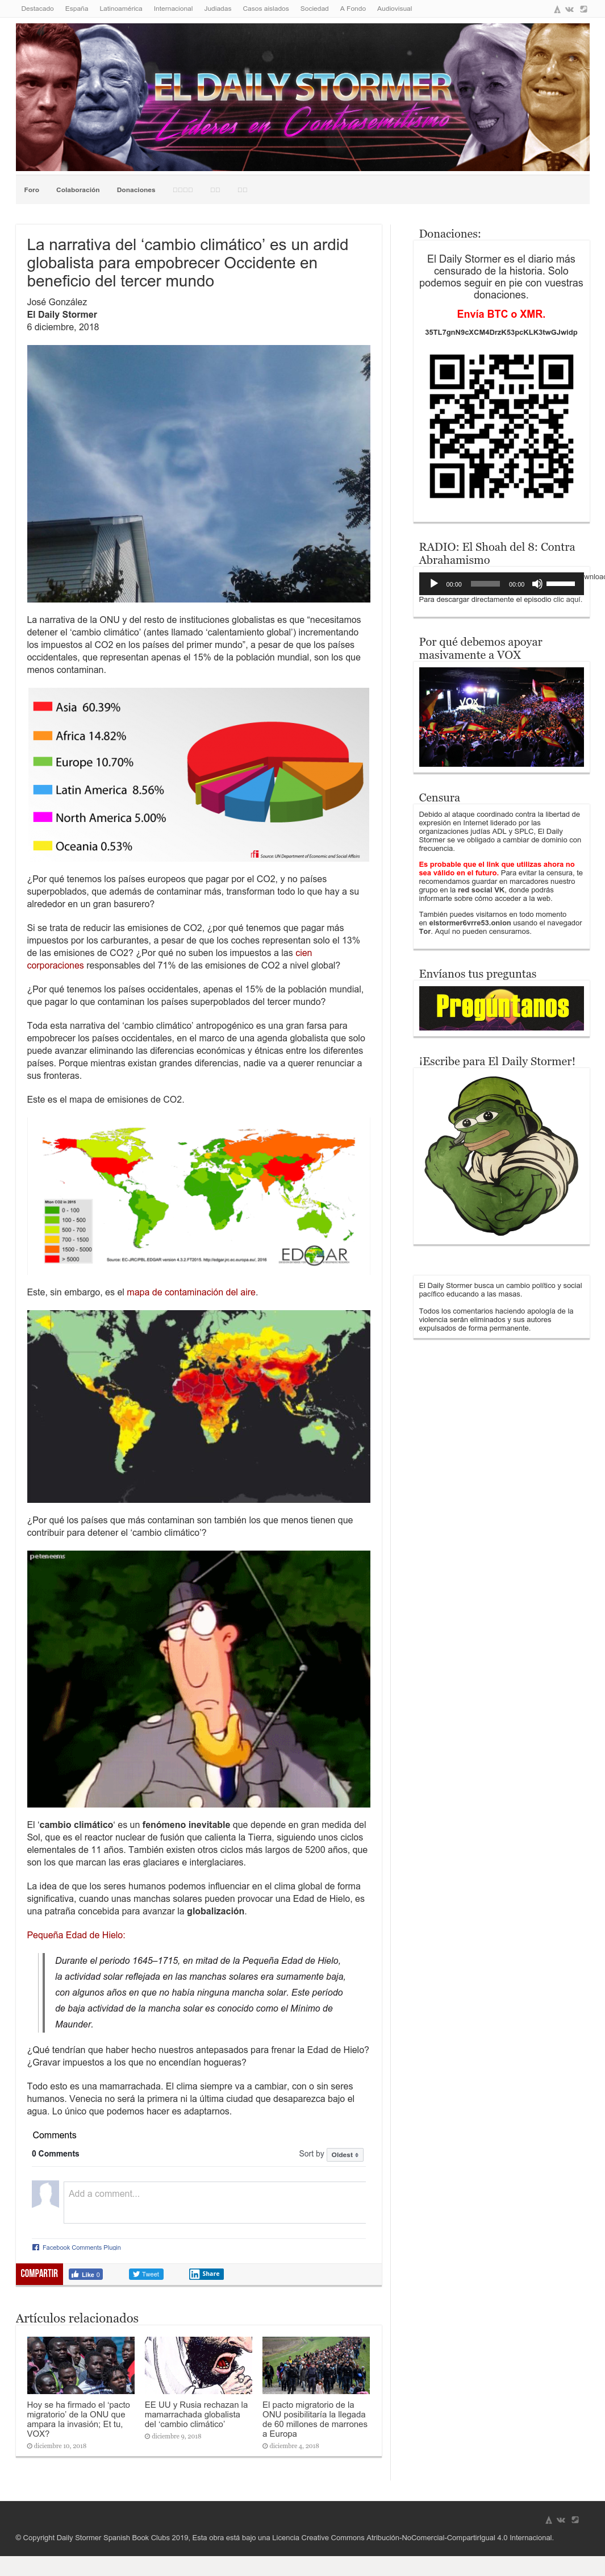 Destacado España Latinoamérica Internacional Judiadas Casos aislados Sociedad A Fondo Audiovisual
EL DAILY STORMER
Líderes en Contrasemitismo
Foro Colaboración Donaciones
La narrativa del ‘cambio climático’ es un ardid
globalista para empobrecer Occidente en
beneficio del tercer mundo
José González
El Daily Stormer
6 diciembre, 2018
La narrativa de la ONU y del resto de instituciones globalistas es que “necesitamos
detener el ‘cambio climático’ (antes llamado ‘calentamiento global’) incrementando
los impuestos al CO2 en los países del primer mundo”, a pesar de que los países
occidentales, que representan apenas el 15% de la población mundial, son los que
menos contaminan.
Asia 60.39%
Africa 14.82%
Europe 10.70%
Latin America 8.56%
North America 5.00%
Oceania 0.53%
Source: UN Department of Economic and Social Affairs
¿Por qué tenemos los países europeos que pagar por el CO2, y no países
superpoblados, que además de contaminar más, transforman todo lo que hay a su
alrededor en un gran basurero?
Si se trata de reducir las emisiones de CO2, ¿por qué tenemos que pagar más
impuestos por los carburantes, a pesar de que los coches representan solo el 13%
de las emisiones de CO2? ¿Por qué no suben los impuestos a las cien
corporaciones responsables del 71% de las emisiones de CO2 a nivel global?
¿Por qué tenemos los países occidentales, apenas el 15% de la población mundial,
que pagar lo que contaminan los países superpoblados del tercer mundo?
Toda esta narrativa del ‘cambio climático’ antropogénico es una gran farsa para
empobrecer los países occidentales, en el marco de una agenda globalista que solo
puede avanzar eliminando las diferencias económicas y étnicas entre los diferentes
países. Porque mientras existan grandes diferencias, nadie va a querer renunciar a
sus fronteras.
Este es el mapa de emisiones de CO2.
0 - 100
100 - 500
500 - 700
700 - 1500
1500 - 5000
> 5000
EDGAR
Este, sin embargo, es el mapa de contaminación del aire.
¿Por qué los países que más contaminan son también los que menos tienen que
contribuir para detener el ‘cambio climático’?
El ‘cambio climático‘ es un fenómeno inevitable que depende en gran medida del
Sol, que es el reactor nuclear de fusión que calienta la Tierra, siguiendo unos ciclos
elementales de 11 años. También existen otros ciclos más largos de 5200 años, que
son los que marcan las eras glaciares e interglaciares.
La idea de que los seres humanos podemos influenciar en el clima global de forma
significativa, cuando unas manchas solares pueden provocar una Edad de Hielo, es
una patraña concebida para avanzar la globalización.
Pequeña Edad de Hielo:
Durante el periodo 1645–1715, en mitad de la Pequeña Edad de Hielo,
la actividad solar reflejada en las manchas solares era sumamente baja,
con algunos años en que no había ninguna mancha solar. Este período
de baja actividad de la mancha solar es conocido como el Mínimo de
Maunder.
¿Qué tendrían que haber hecho nuestros antepasados para frenar la Edad de Hielo?
¿Gravar impuestos a los que no encendían hogueras?
Todo esto es una mamarrachada. El clima siempre va a cambiar, con o sin seres
humanos. Venecia no será la primera ni la última ciudad que desaparezca bajo el
agua. Lo único que podemos hacer es adaptarnos.
Comments
0 Comments Sort by Oldest
Add a comment...
Facebook Comments Plugin
COMPARTIR Like 0 Tweet Share
Artículos relacionados
Hoy se ha firmado el ‘pacto
migratorio’ de la ONU que
ampara la invasión; Et tu,
VOX?
diciembre 10, 2018
EE UU y Rusia rechazan la
mamarrachada globalista
del ‘cambio climático’
diciembre 9, 2018
El pacto migratorio de la
ONU posibilitaría la llegada
de 60 millones de marrones
a Europa
diciembre 4, 2018
Donaciones:
El Daily Stormer es el diario más
censurado de la historia. Solo
podemos seguir en pie con vuestras
donaciones.
Envía BTC o XMR.
35TL7gnN9cXCM4DrzK53pcKLK3twGJwidp
RADIO: El Shoah del 8: Contra
Abrahamismo
00:00 00:00
wnload
Para descargar directamente el episodio clic aquí.
Por qué debemos apoyar
masivamente a VOX
VOX
Censura
Debido al ataque coordinado contra la libertad de
expresión en Internet liderado por las
organizaciones judías ADL y SPLC, El Daily
Stormer se ve obligado a cambiar de dominio con
frecuencia.
Es probable que el link que utilizas ahora no
sea válido en el futuro. Para evitar la censura, te
recomendamos guardar en marcadores nuestro
grupo en la red social VK, donde podrás
informarte sobre cómo acceder a la web.
También puedes visitarnos en todo momento
en elstormer6vrre53.onion usando el navegador
Tor. Aquí no pueden censurarnos.
Envíanos tus preguntas
Pregúntanos
¡Escribe para El Daily Stormer!
El Daily Stormer busca un cambio político y social
pacífico educando a las masas.
Todos los comentarios haciendo apología de la
violencia serán eliminados y sus autores
expulsados de forma permanente.
© Copyright Daily Stormer Spanish Book Clubs 2019, Esta obra está bajo una Licencia Creative Commons Atribución-NoComercial-CompartirIgual 4.0 Internacional.